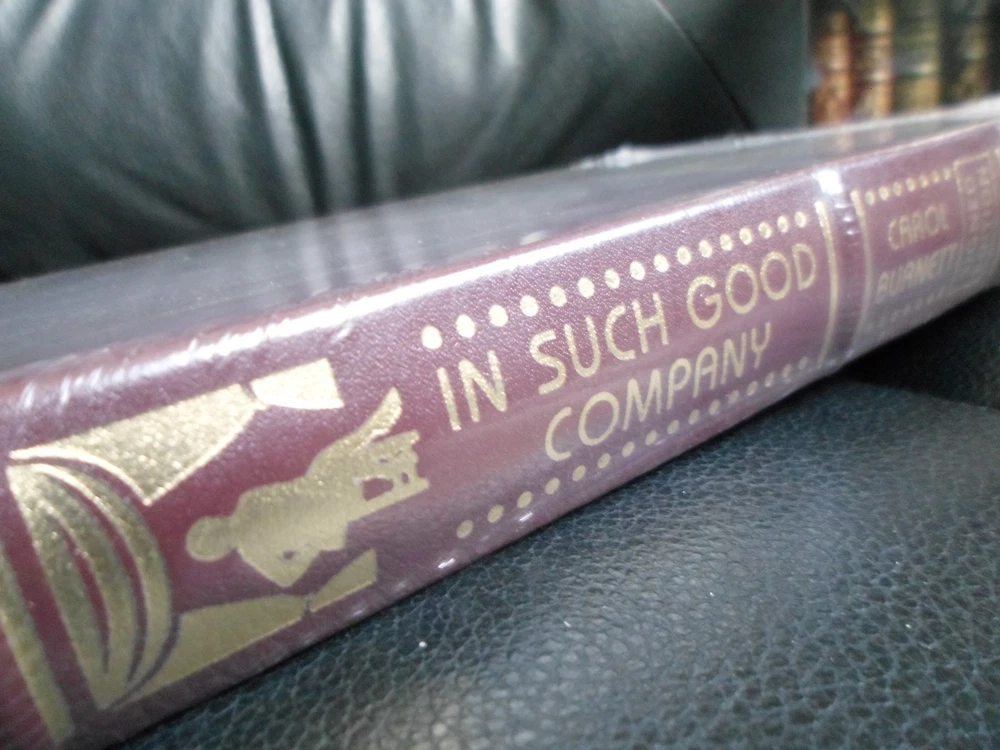 IN SUCH GOOD
COMPANY
CAROL
BURNETT